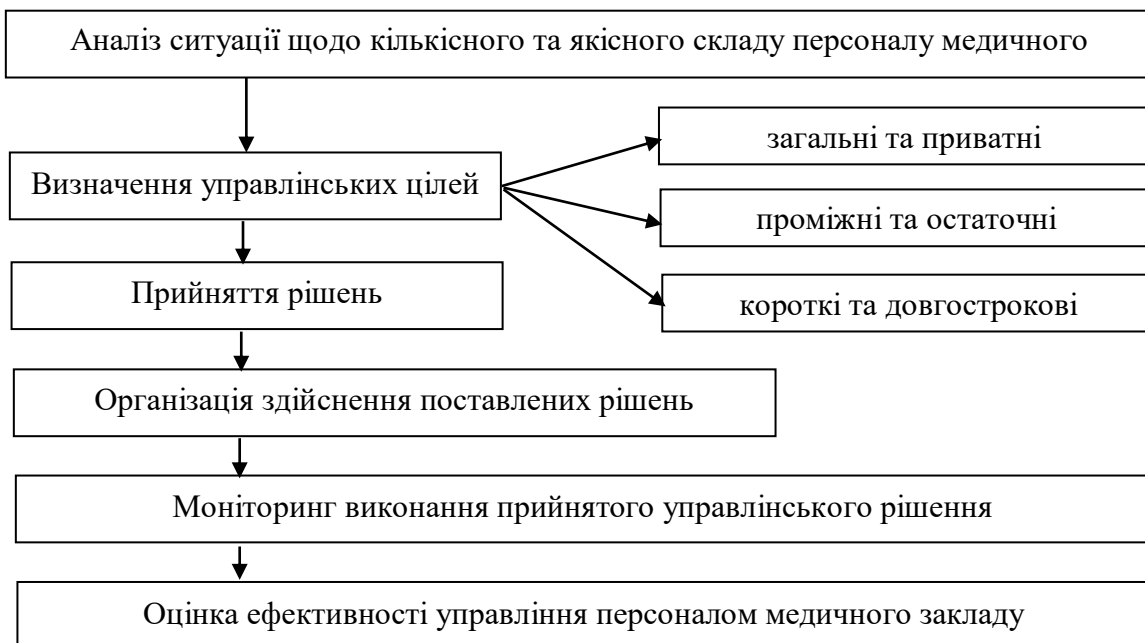 Аналіз ситуації щодо кількісного та якісного складу персоналу медичного
загальні та приватні
Визначення управлінських цілей
проміжні та остаточні
Прийняття рішень
короткі та довгострокові
Організація здійснення поставлених рішень
Моніторинг виконання прийнятого управлінського рішення
Оцінка ефективності управління персоналом медичного закладу